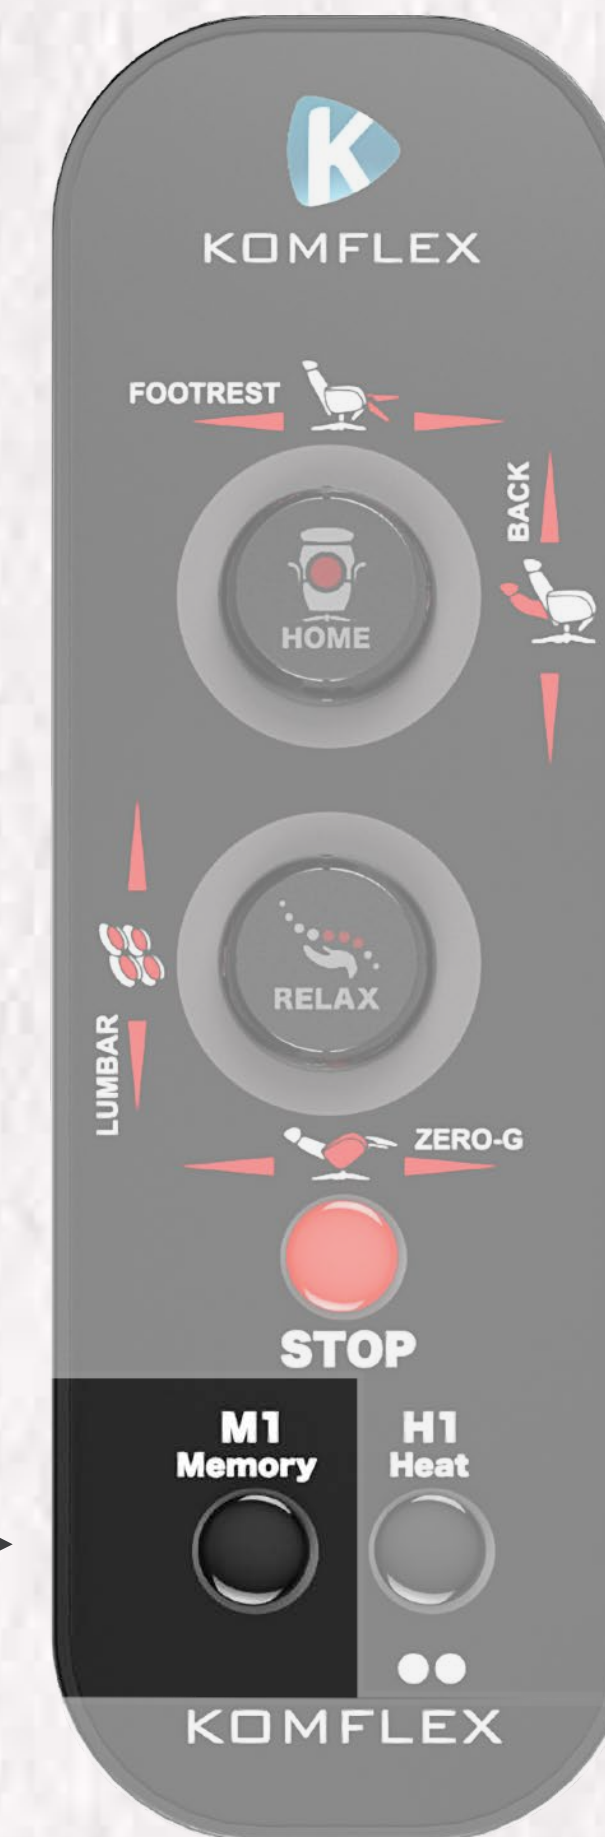 K
KOMFLEX
FOOTREST
BACK
HOME
RELAX
LUMBAR
ZERO-G
STOP
M1
Memory
H1
Heat
KOMFLEX